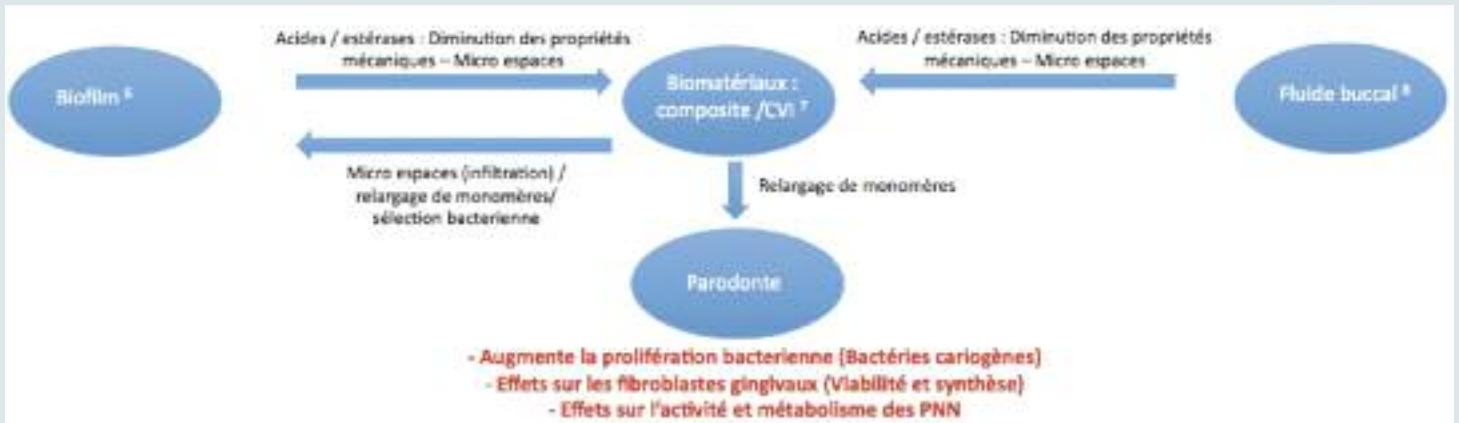 Acides / estérases : Diminution des propriétés
mécaniques – Micro espaces
Acides / estérases : Diminution des propriétés
mécaniques – Micro espaces
Biofilm
Biomatériaux :
composite /CVI ⁷
Fluide buccal ⁸
Micro espaces (infiltration) /
relargage de monomères/
sélection bacterienne
Relargage de monomères
Parodonte
- Augmente la prolifération bacterienne (Bactéries cariogènes)
- Effets sur les fibroblastes gingivaux (Viabilité et synthèse)
- Effets sur l'activité et métabolisme des PNN